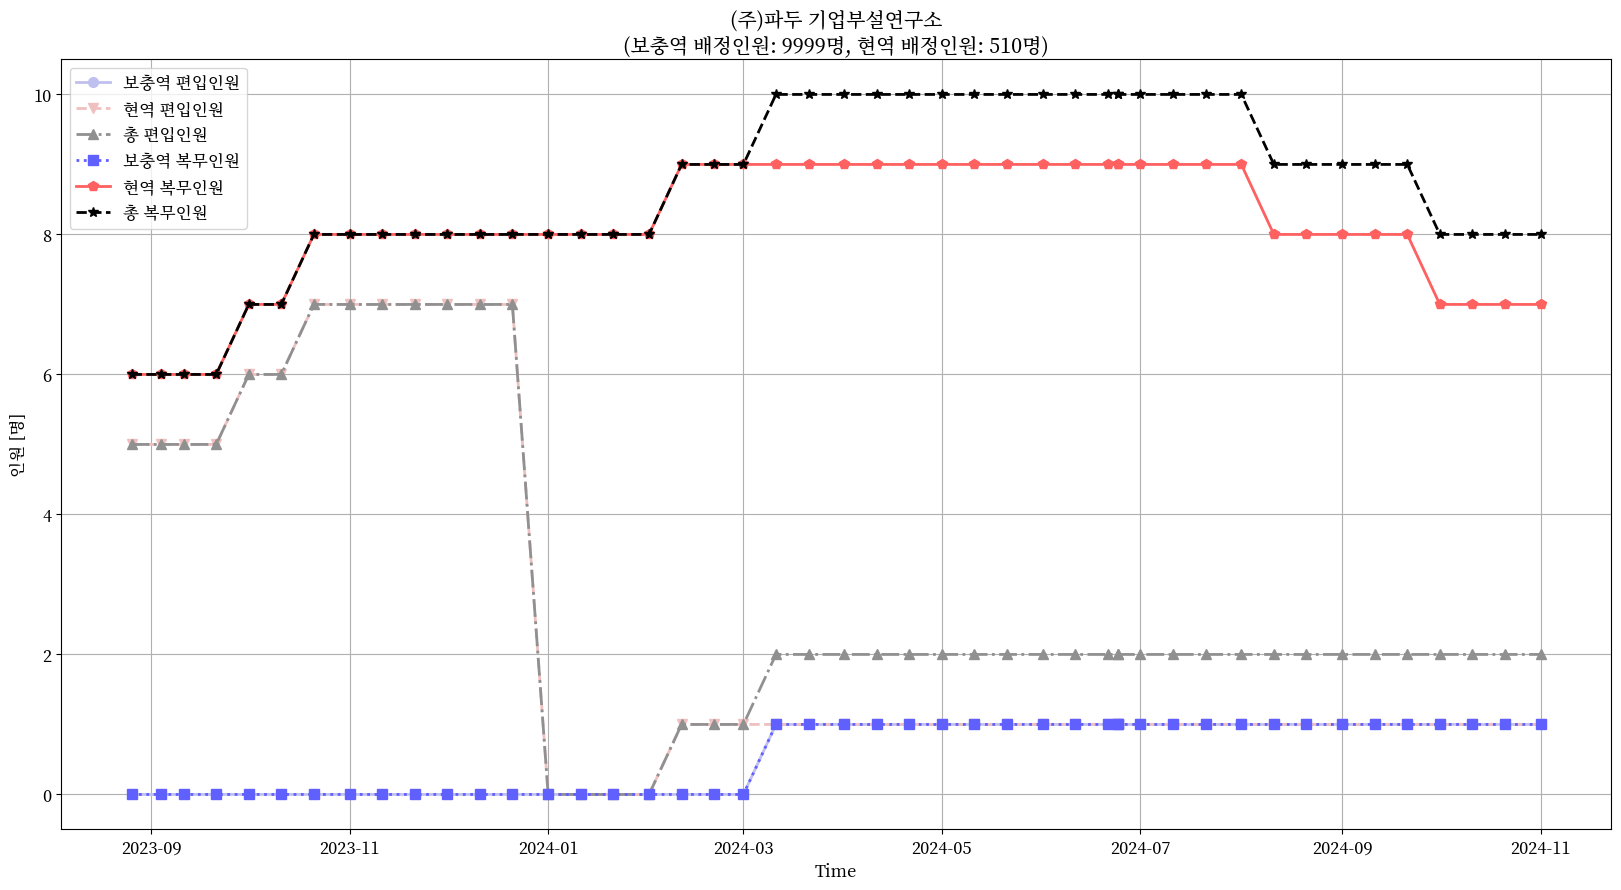 (주)파두 기업부설연구소
(보충역 배정인원: 9999명, 현역 배정인원: 510명)
보충역 편입인원
현역 편입인원
총 편입인원
보충역 복무인원
현역 복무인원
총 복무인원
10
8
6
4
2
0
인원 [명]
2023-09
2023-11
2024-01
2024-03
2024-05
2024-07
2024-09
2024-11
Time